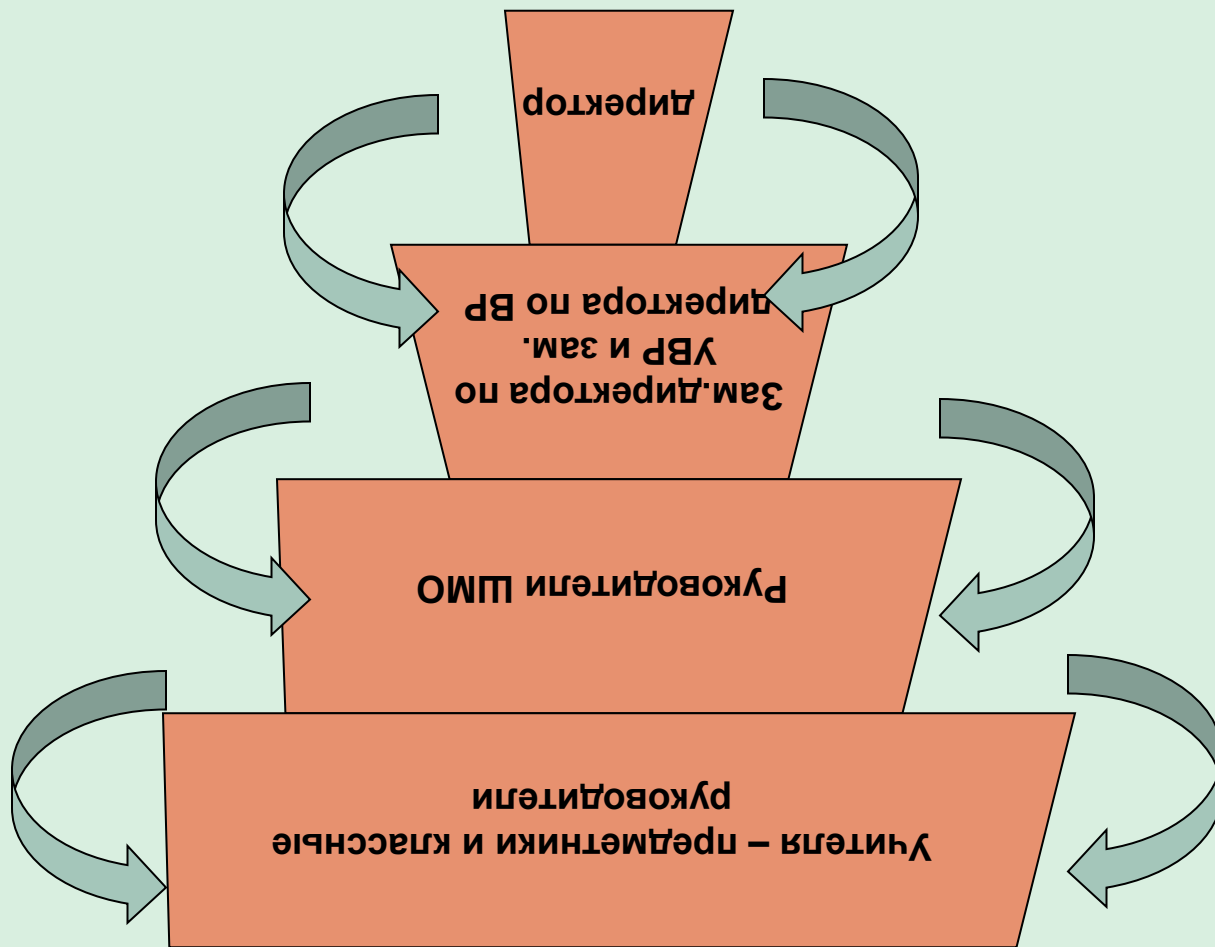 директор
Зам.директора по
УВР и зам.
директора по ВР
Руководители ШМО
Учителя – предметники и классные
руководители